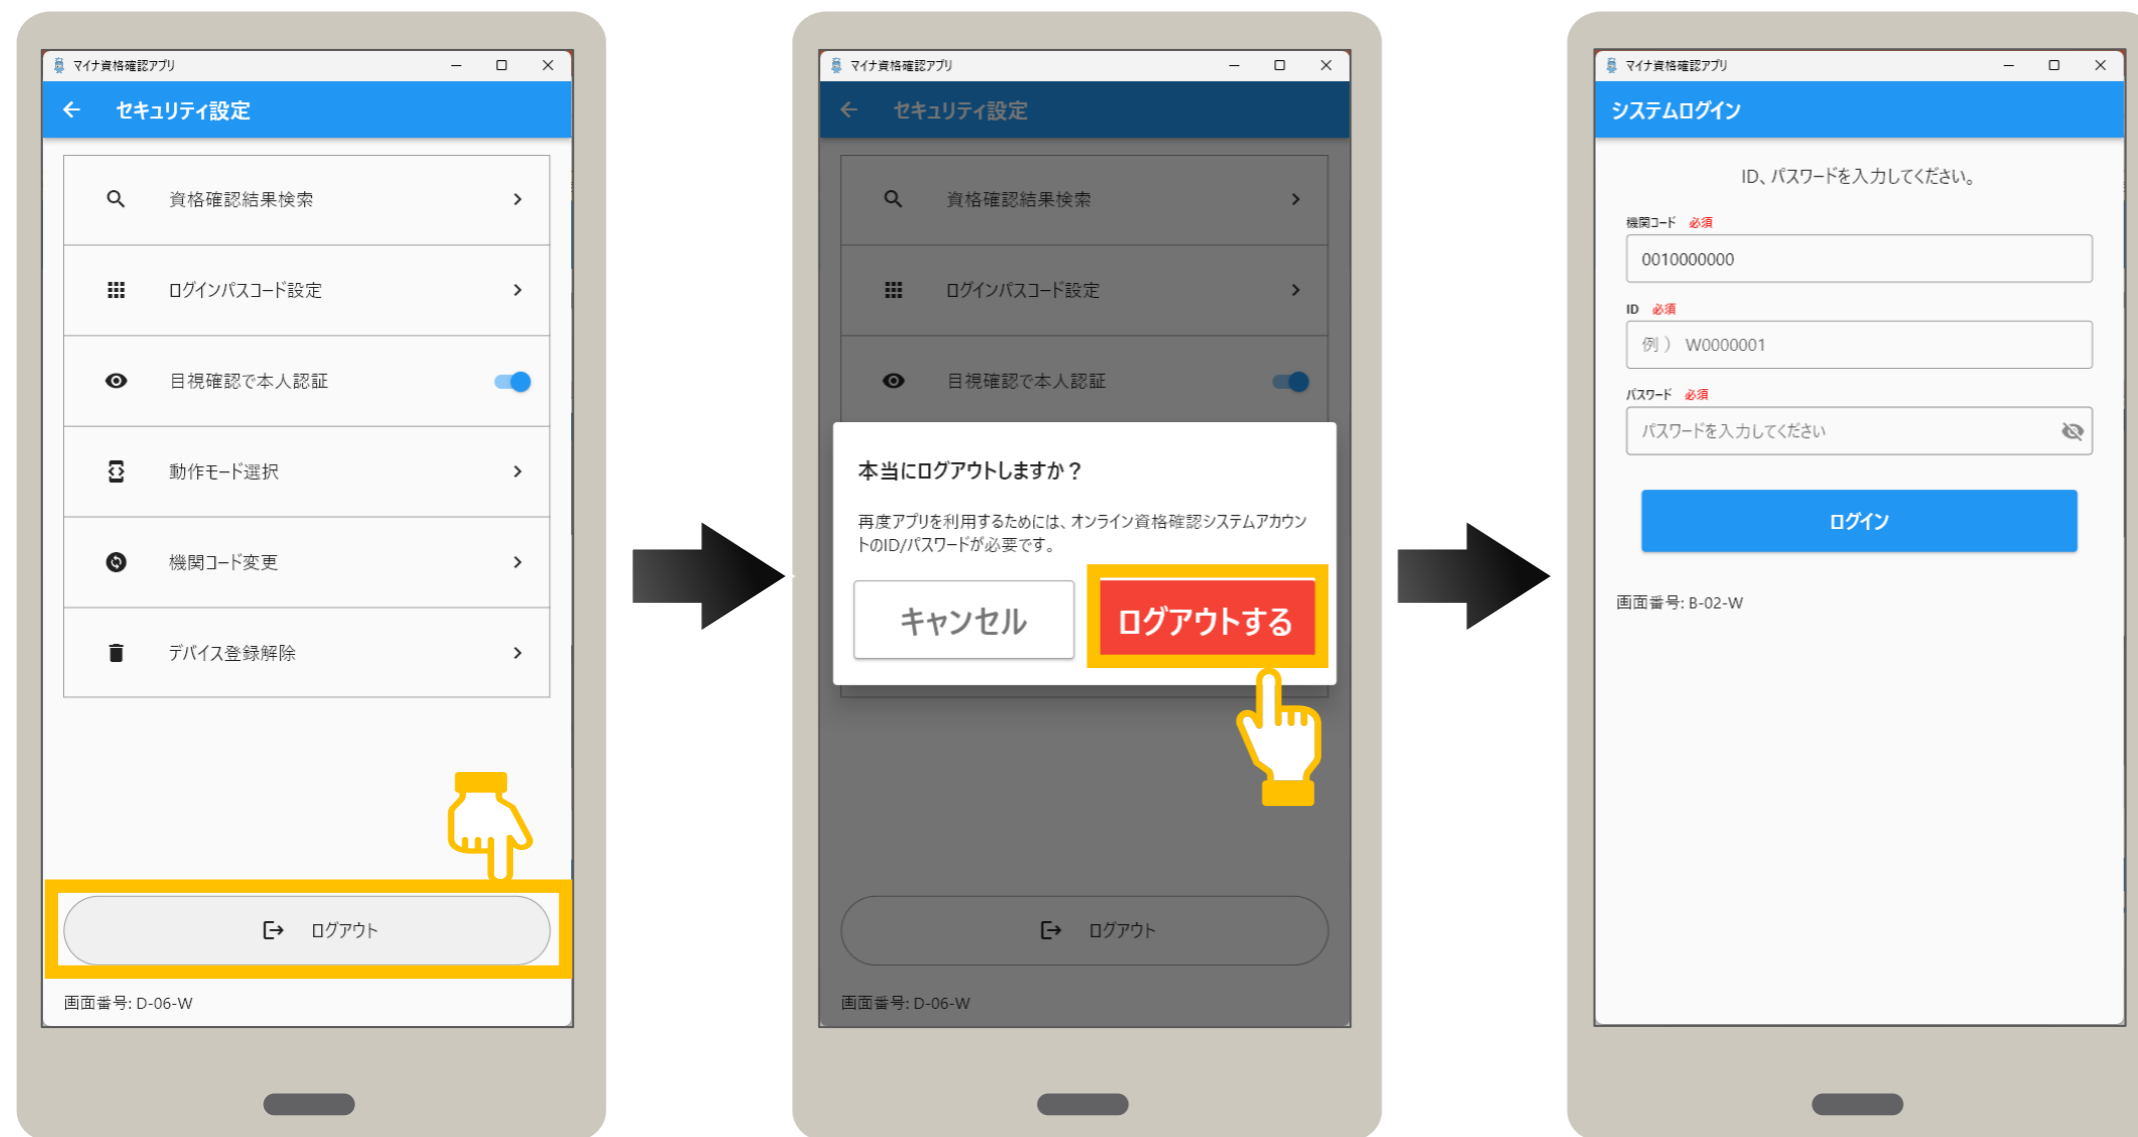 マイナ資格確認アプリ
セキュリティ設定
資格確認結果検索
ログインパスコード設定
目視確認で本人認証
動作モード選択
機関コード変更
デバイス登録解除
ログアウト
画面番号: D-06-W
マイナ資格確認アプリ
セキュリティ設定
資格確認結果検索
ログインパスコード設定
目視確認で本人認証
本当にログアウトしますか？
再度アプリを利用するためには、オンライン資格確認システムアカウン
トのID/パスワードが必要です。
キャンセル
ログアウトする
ログアウト
画面番号: D-06-W
マイナ資格確認アプリ
システムログイン
ID、パスワードを入力してください。
機関コード 必須
0010000000
ID 必須
例） W0000001
パスワード 必須
パスワードを入力してください
ログイン
画面番号: B-02-W